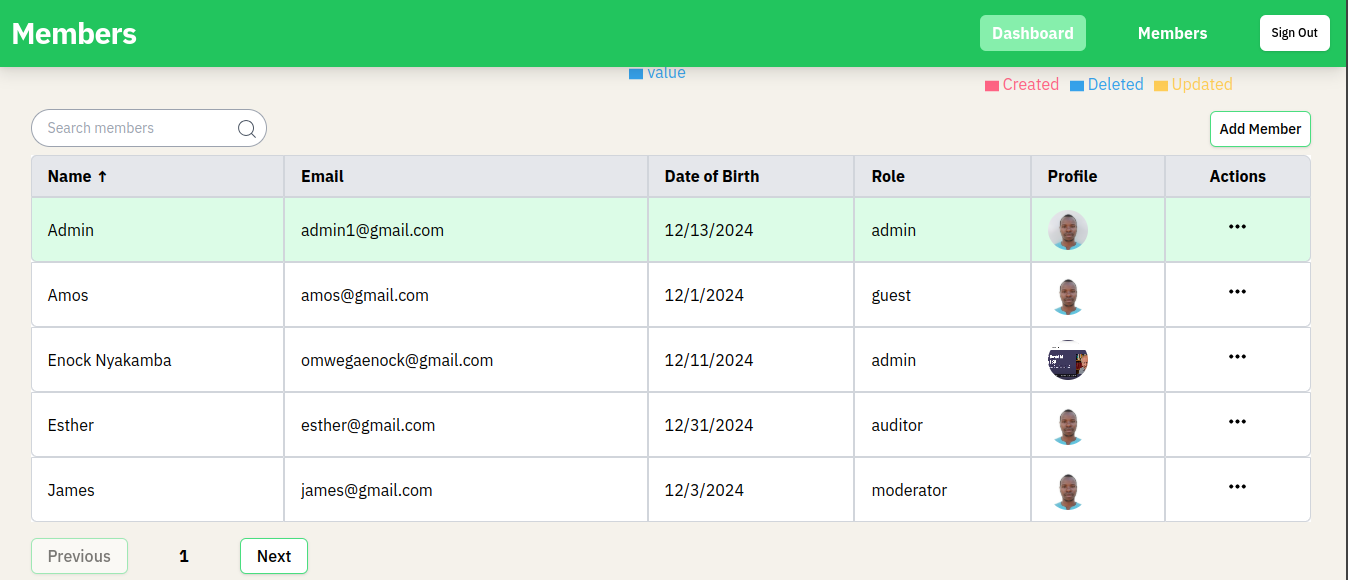 Members Dashboard Members Sign Out
value
Created Deleted Updated
Search members Add Member
Name ↑ Email Date of Birth Role Profile Actions
Admin admin1@gmail.com 12/13/2024 admin •••
Amos amos@gmail.com 12/1/2024 guest •••
Enock Nyakamba omwegaenock@gmail.com 12/11/2024 admin •••
Esther esther@gmail.com 12/31/2024 auditor •••
James james@gmail.com 12/3/2024 moderator •••
Previous 1 Next